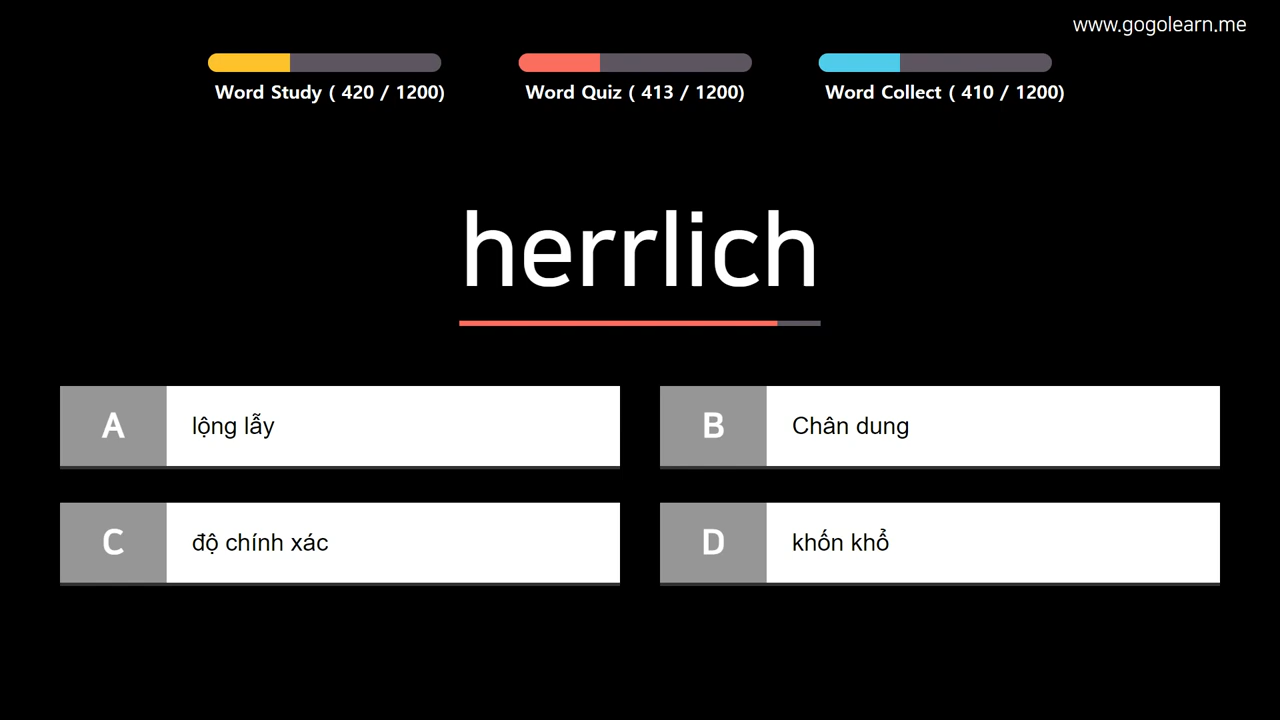 www.gogolearn.me
Word Study ( 420 / 1200)
Word Quiz ( 413 / 1200)
Word Collect ( 410 / 1200)
herrlich
A
lộng lẫy
B
Chân dung
C
độ chính xác
D
khốn khổ